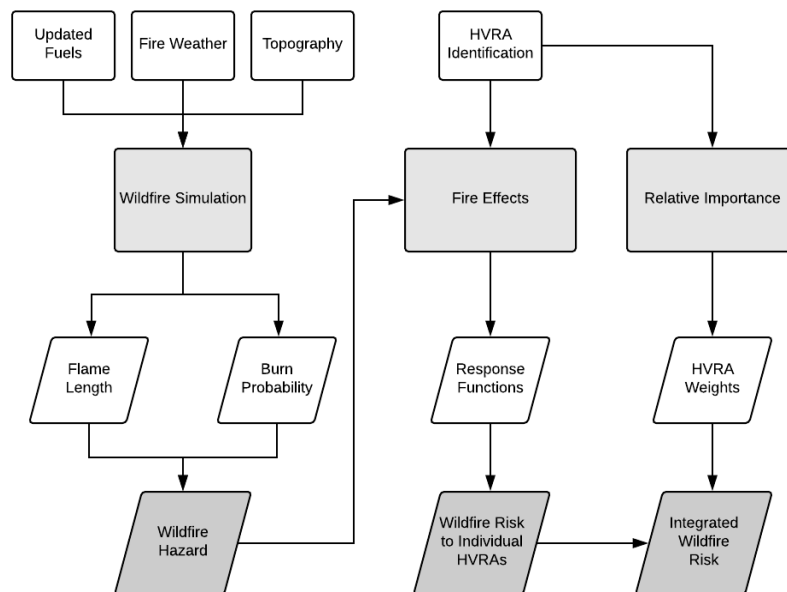 Updated
Fuels
Fire Weather
Topography
HVRA
Identification
Wildfire Simulation
Fire Effects
Relative Importance
Flame
Length
Burn
Probability
Response
Functions
HVRA
Weights
Wildfire
Hazard
Wildfire Risk
to Individual
HVRAs
Integrated
Wildfire
Risk